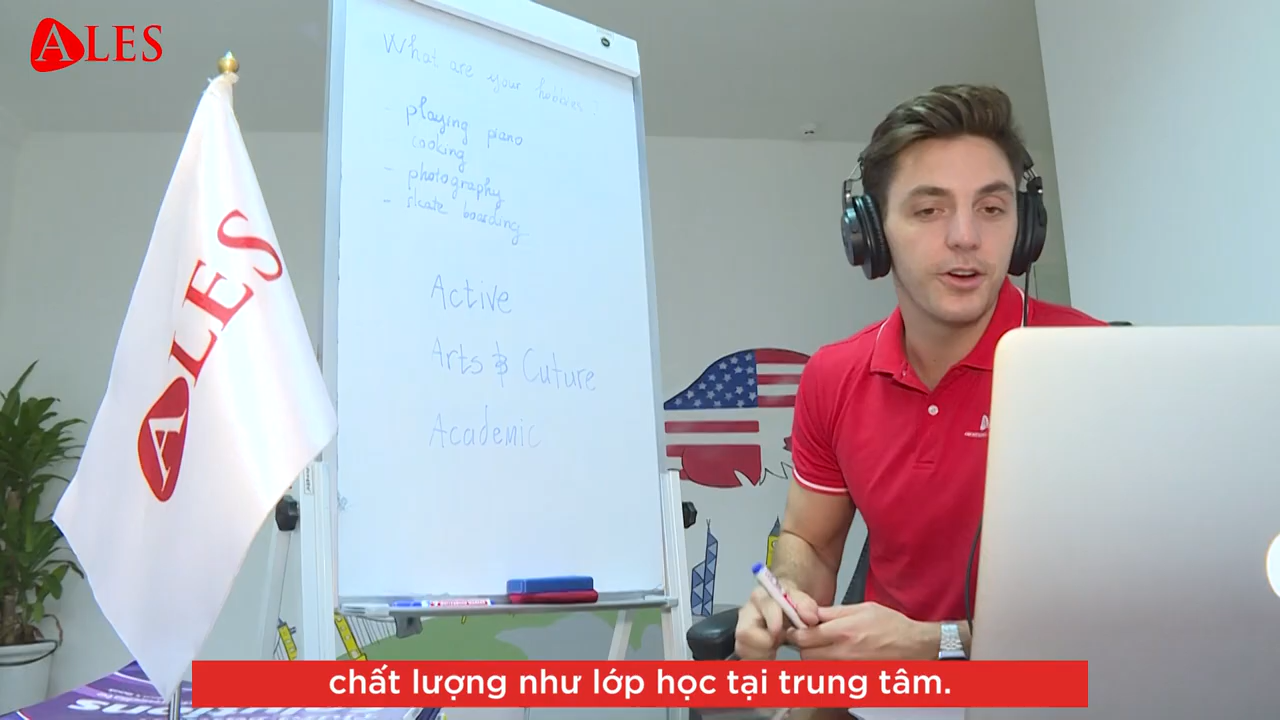 ALES
What are your hobbies ?
- playing piano
cooking
- photography
- skate boarding
Active
Arts & Cuture
Academic
ALES
chất lượng như lớp học tại trung tâm.